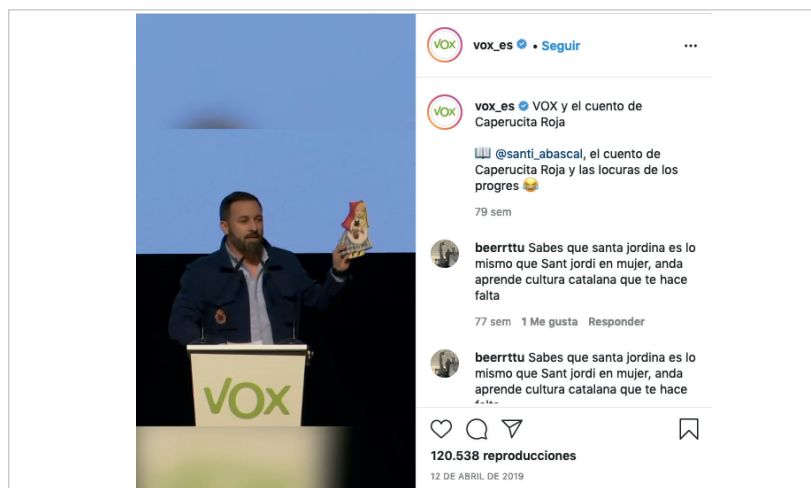 vox_es • Seguir
vox_es VOX y el cuento de
Caperucita Roja
@santi_abascal, el cuento de
Caperucita Roja y las locuras de los
progres
79 sem
beerrttu Sabes que santa jordina es lo
mismo que Sant jordi en mujer, anda
aprende cultura catalana que te hace
falta
77 sem 1 Me gusta Responder
beerrttu Sabes que santa jordina es lo
mismo que Sant jordi en mujer, anda
aprende cultura catalana que te hace
120.538 reproducciones
12 DE ABRIL DE 2019
VOX
VOX
VOX